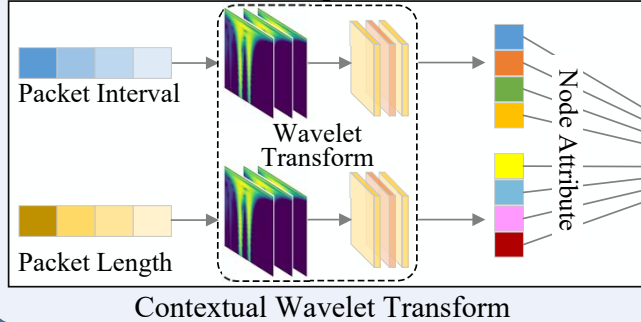 Packet Interval
Wavelet
Transform
Node Attribute
Packet Length
Contextual Wavelet Transform